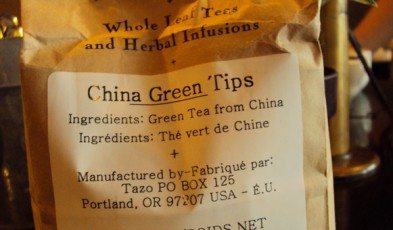 Whole Leaf Teas
and Herbal Infusions
+
China Green Tips
Ingredients: Green Tea from China
Ingrédients: Thé vert de Chine
+
Manufactured by-Fabriqué par:
Tazo PO BOX 125
Portland, OR 97207 USA - É.U.